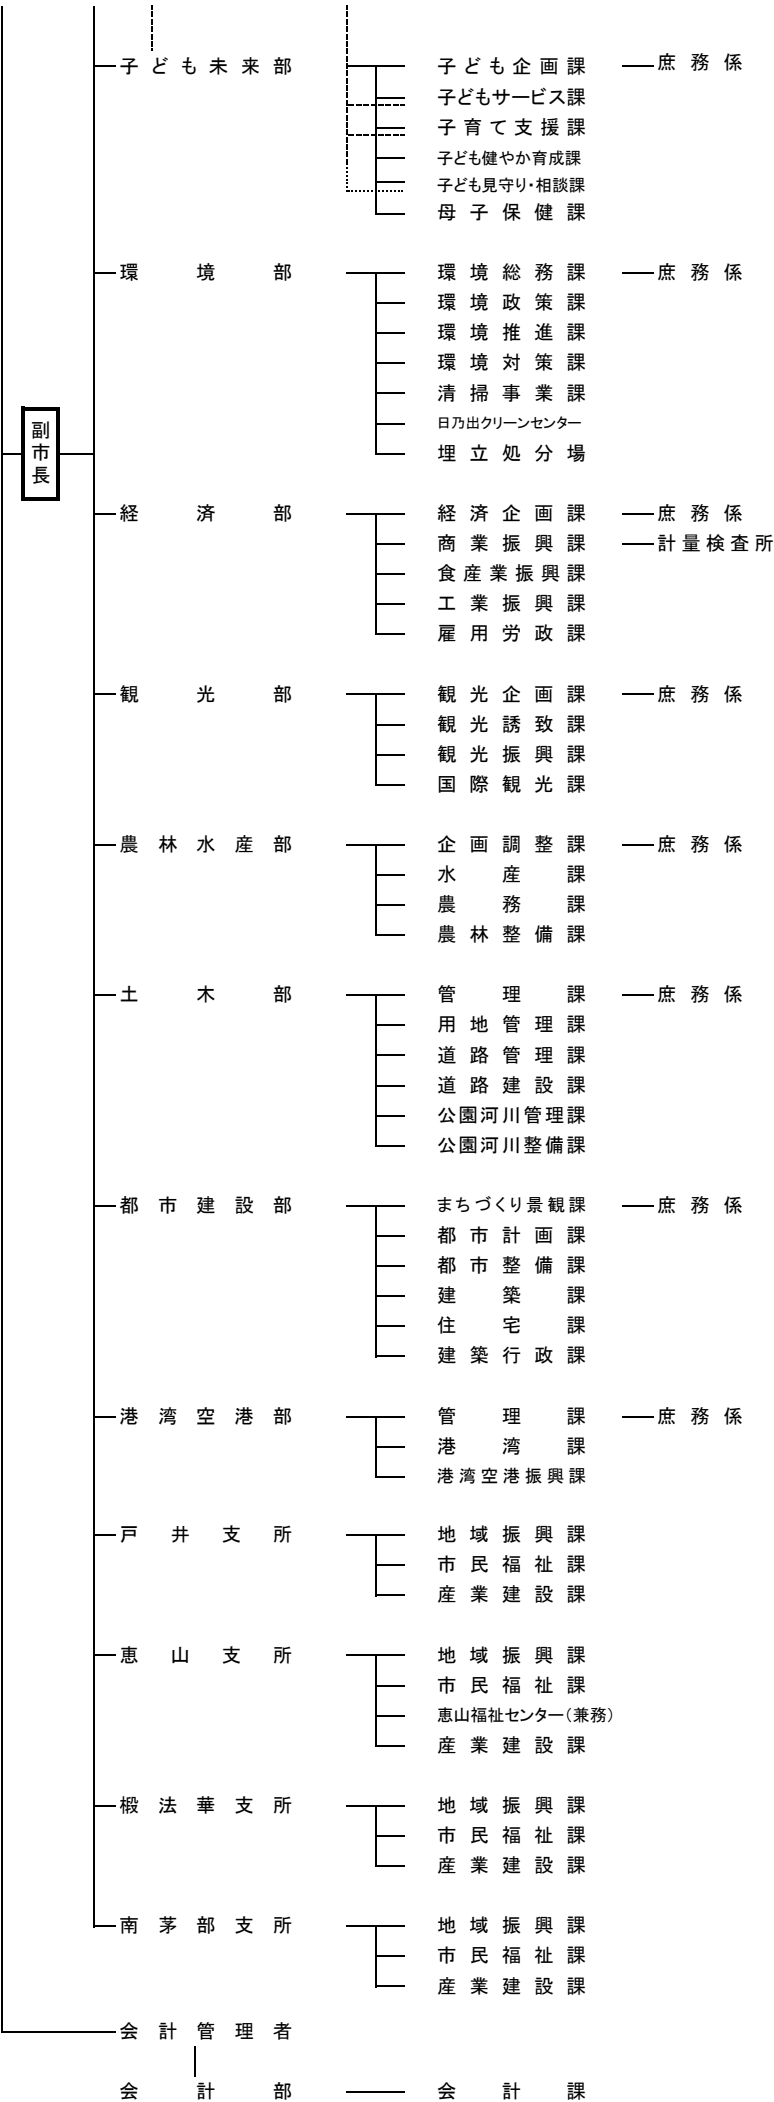 子ども未来部 子ども企画課 庶務係
子どもサービス課
子育て支援課
子ども健やか育成課
子ども見守り・相談課
母子保健課
環境部 環境総務課 庶務係
環境政策課
環境推進課
環境対策課
清掃事業課
日乃出クリーンセンター
埋立処分場
副市長
経済部 経済企画課 庶務係
商業振興課 計量検査所
食産業振興課
工業振興課
雇用労政課
観光部 観光企画課 庶務係
観光誘致課
観光振興課
国際観光課
農林水産部 企画調整課 庶務係
水産課
農務課
農林整備課
土木部 管理課 庶務係
用地管理課
道路管理課
道路建設課
公園河川管理課
公園河川整備課
都市建設部 まちづくり景観課 庶務係
都市計画課
都市整備課
建築課
住宅課
建築行政課
港湾空港部 管理課 庶務係
港湾課
港湾空港振興課
戸井支所 地域振興課
市民福祉課
産業建設課
恵山支所 地域振興課
市民福祉課
恵山福祉センター(兼務)
産業建設課
椴法華支所 地域振興課
市民福祉課
産業建設課
南茅部支所 地域振興課
市民福祉課
産業建設課
会計管理者
会計部 会計課